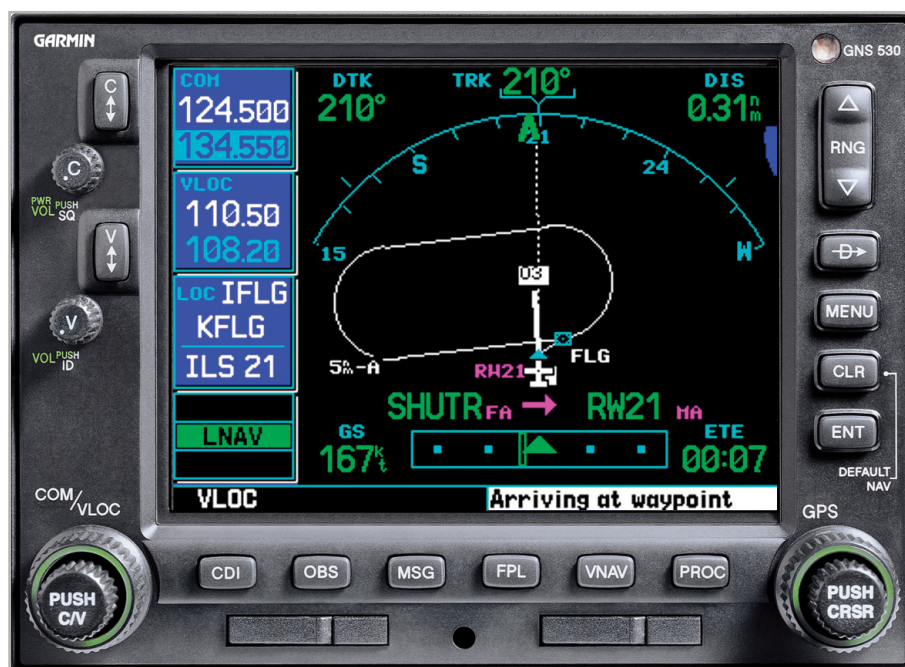 GARMIN
GNS 530
COM
124.500
134.550
VLOC
110.50
108.20
LOC IFLG
KFLG
ILS 21
LNAV
DTK
210°
TRK 210°
DIS
0.31 nm
S
21
24
15
W
03
FLG
5nm-A
RW21
SHUTR FA RW21 MA
GS
167kt
ETE
00:07
VLOC
Arriving at waypoint
C
C
PWR
VOL
PUSH
SQ
V
V
VOL
PUSH
ID
RNG
D
MENU
CLR
ENT
DEFAULT
NAV
COM/
VLOC
GPS
CDI
OBS
MSG
FPL
VNAV
PROC
PUSH
C/V
PUSH
CRSR